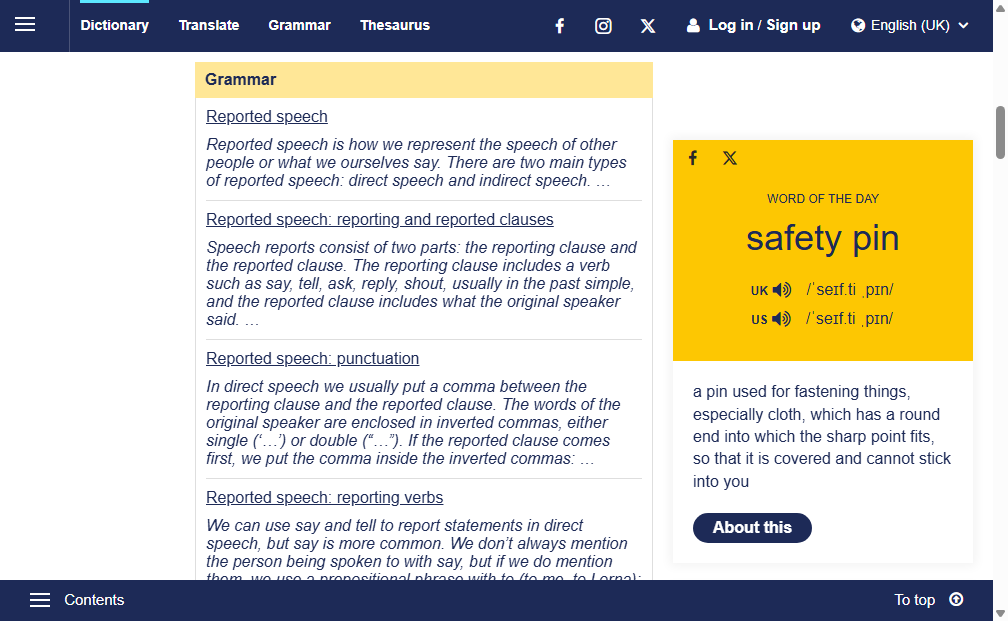 Dictionary Translate Grammar Thesaurus Log in / Sign up English (UK)
Grammar
Reported speech
Reported speech is how we represent the speech of other
people or what we ourselves say. There are two main types
of reported speech: direct speech and indirect speech. …
Reported speech: reporting and reported clauses
Speech reports consist of two parts: the reporting clause and
the reported clause. The reporting clause includes a verb
such as say, tell, ask, reply, shout, usually in the past simple,
and the reported clause includes what the original speaker
said. …
Reported speech: punctuation
In direct speech we usually put a comma between the
reporting clause and the reported clause. The words of the
original speaker are enclosed in inverted commas, either
single (‘…’) or double (“…”). If the reported clause comes
first, we put the comma inside the inverted commas: …
Reported speech: reporting verbs
We can use say and tell to report statements in direct
speech, but say is more common. We don’t always mention
the person being spoken to with say, but if we do mention
them, we use a prepositional phrase with to (to me, to Lorna):
WORD OF THE DAY
safety pin
UK /ˈseɪf.ti ˌpɪn/
US /ˈseɪf.ti ˌpɪn/
a pin used for fastening things,
especially cloth, which has a round
end into which the sharp point fits,
so that it is covered and cannot stick
into you
About this
Contents To top